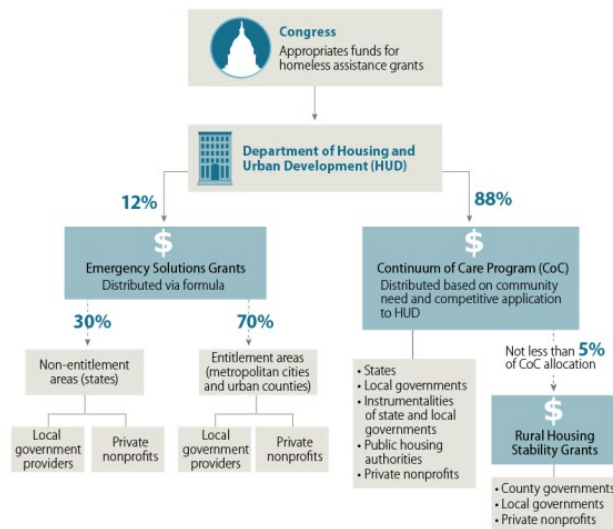 Congress
Appropriates funds for
homeless assistance grants
Department of Housing and
Urban Development (HUD)
12%
88%
$
Emergency Solutions Grants
Distributed via formula
$
Continuum of Care Program (CoC)
Distributed based on community
need and competitive application
to HUD
30%
70%
Non-entitlement
areas (states)
Entitlement areas
(metropolitan cities
and urban counties)
Local
government
providers
Private
nonprofits
Local
government
providers
Private
nonprofits
• States
• Local governments
• Instrumentalities
of state and local
governments
• Public housing
authorities
• Private nonprofits
Not less than 5%
of CoC allocation
$
Rural Housing
Stability Grants
• County governments
• Local governments
• Private nonprofits